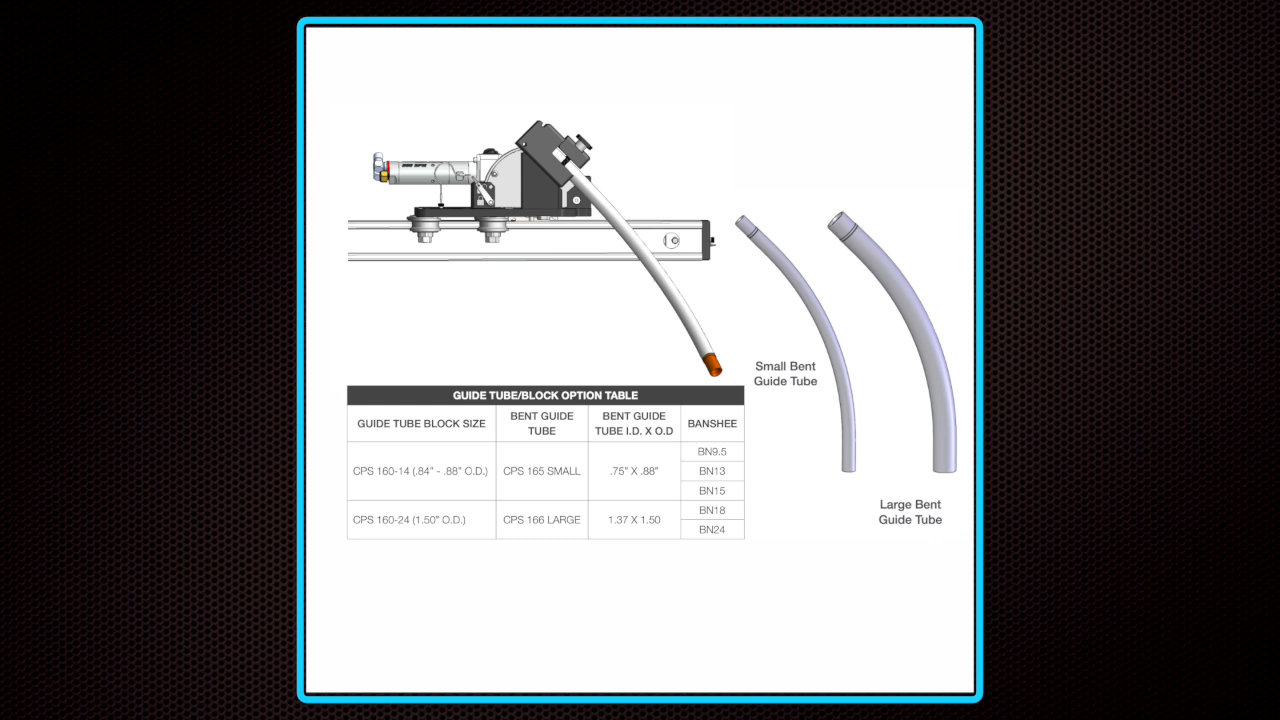 Small Bent
Guide Tube
Large Bent
Guide Tube
GUIDE TUBE/BLOCK OPTION TABLE
GUIDE TUBE BLOCK SIZE
BENT GUIDE
TUBE
BENT GUIDE
TUBE I.D. X O.D
BANSHEE
CPS 160-14 (.84" - .88" O.D.)
CPS 165 SMALL
.75" X .88"
BN9.5
BN13
BN15
CPS 160-24 (1.50" O.D.)
CPS 166 LARGE
1.37 X 1.50
BN18
BN24